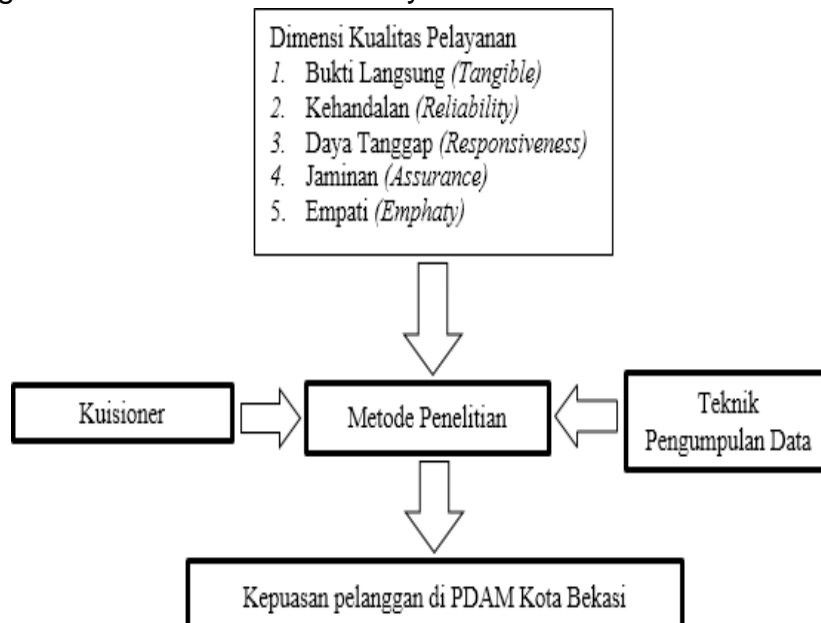 Dimensi Kualitas Pelayanan
1. Bukti Langsung (Tangible)
2. Kehandalan (Reliability)
3. Daya Tanggap (Responsiveness)
4. Jaminan (Assurance)
5. Empati (Emphaty)
Kuisioner
Metode Penelitian
Teknik
Pengumpulan Data
Kepuasan pelanggan di PDAM Kota Bekasi